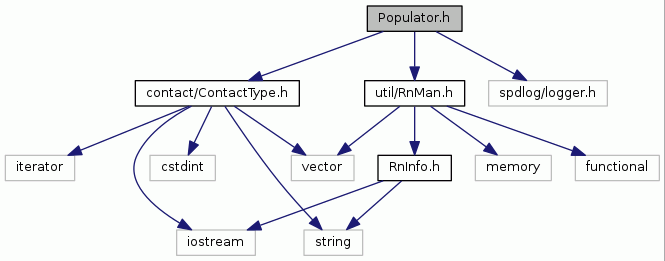 Populator.h
contact/ContactType.h
util/RnMan.h
spdlog/logger.h
iterator
cstdint
vector
RnInfo.h
memory
functional
iostream
string